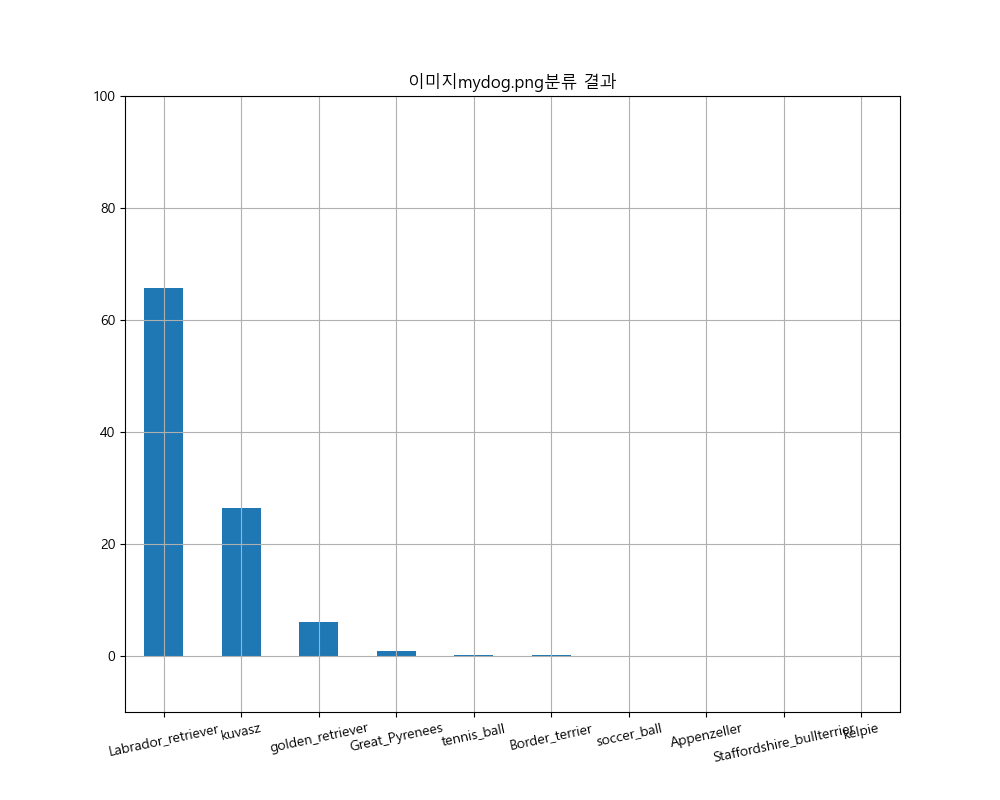 이미지mydog.png분류 결과
100
80
60
40
20
0
Labrador_retriever
kuvasz
golden_retriever
Great_Pyrenees
tennis_ball
Border_terrier
soccer_ball
Appenzeller
Staffordshire_bullterrier
kelpie